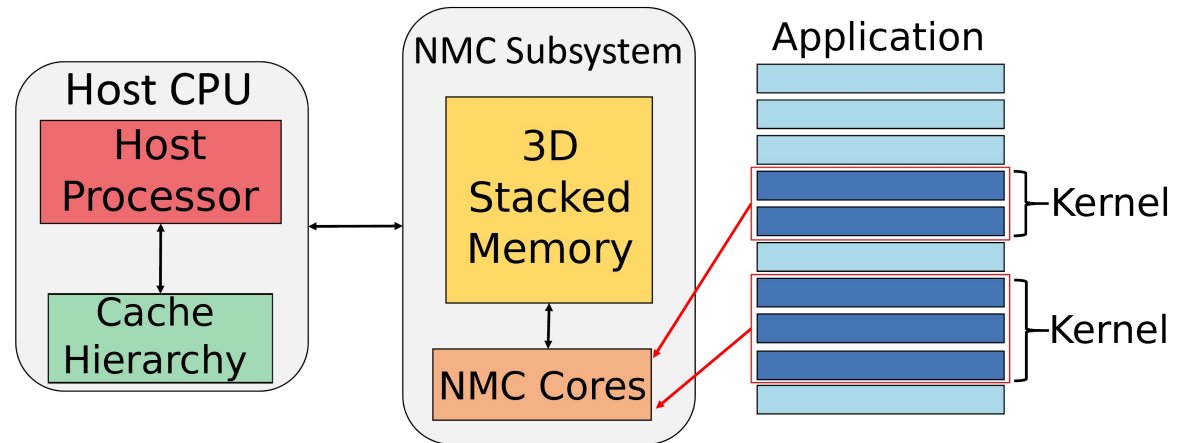 Host CPU
Host
Processor
Cache
Hierarchy
NMC Subsystem
3D
Stacked
Memory
NMC Cores
Application
Kernel
Kernel